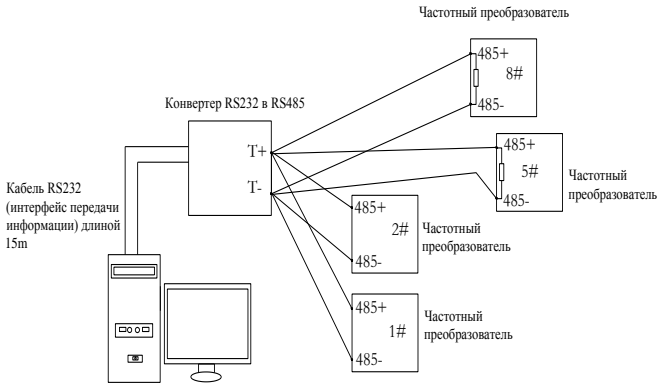 Частотный преобразователь
485+
8#
485-
Конвертер RS232 в RS485
T+
T-
485+
5#
485-
Частотный
преобразователь
Кабель RS232
(интерфейс передачи
информации) длиной
15m
485+
2#
485-
Частотный
преобразователь
485+
1#
485-
Частотный
преобразователь